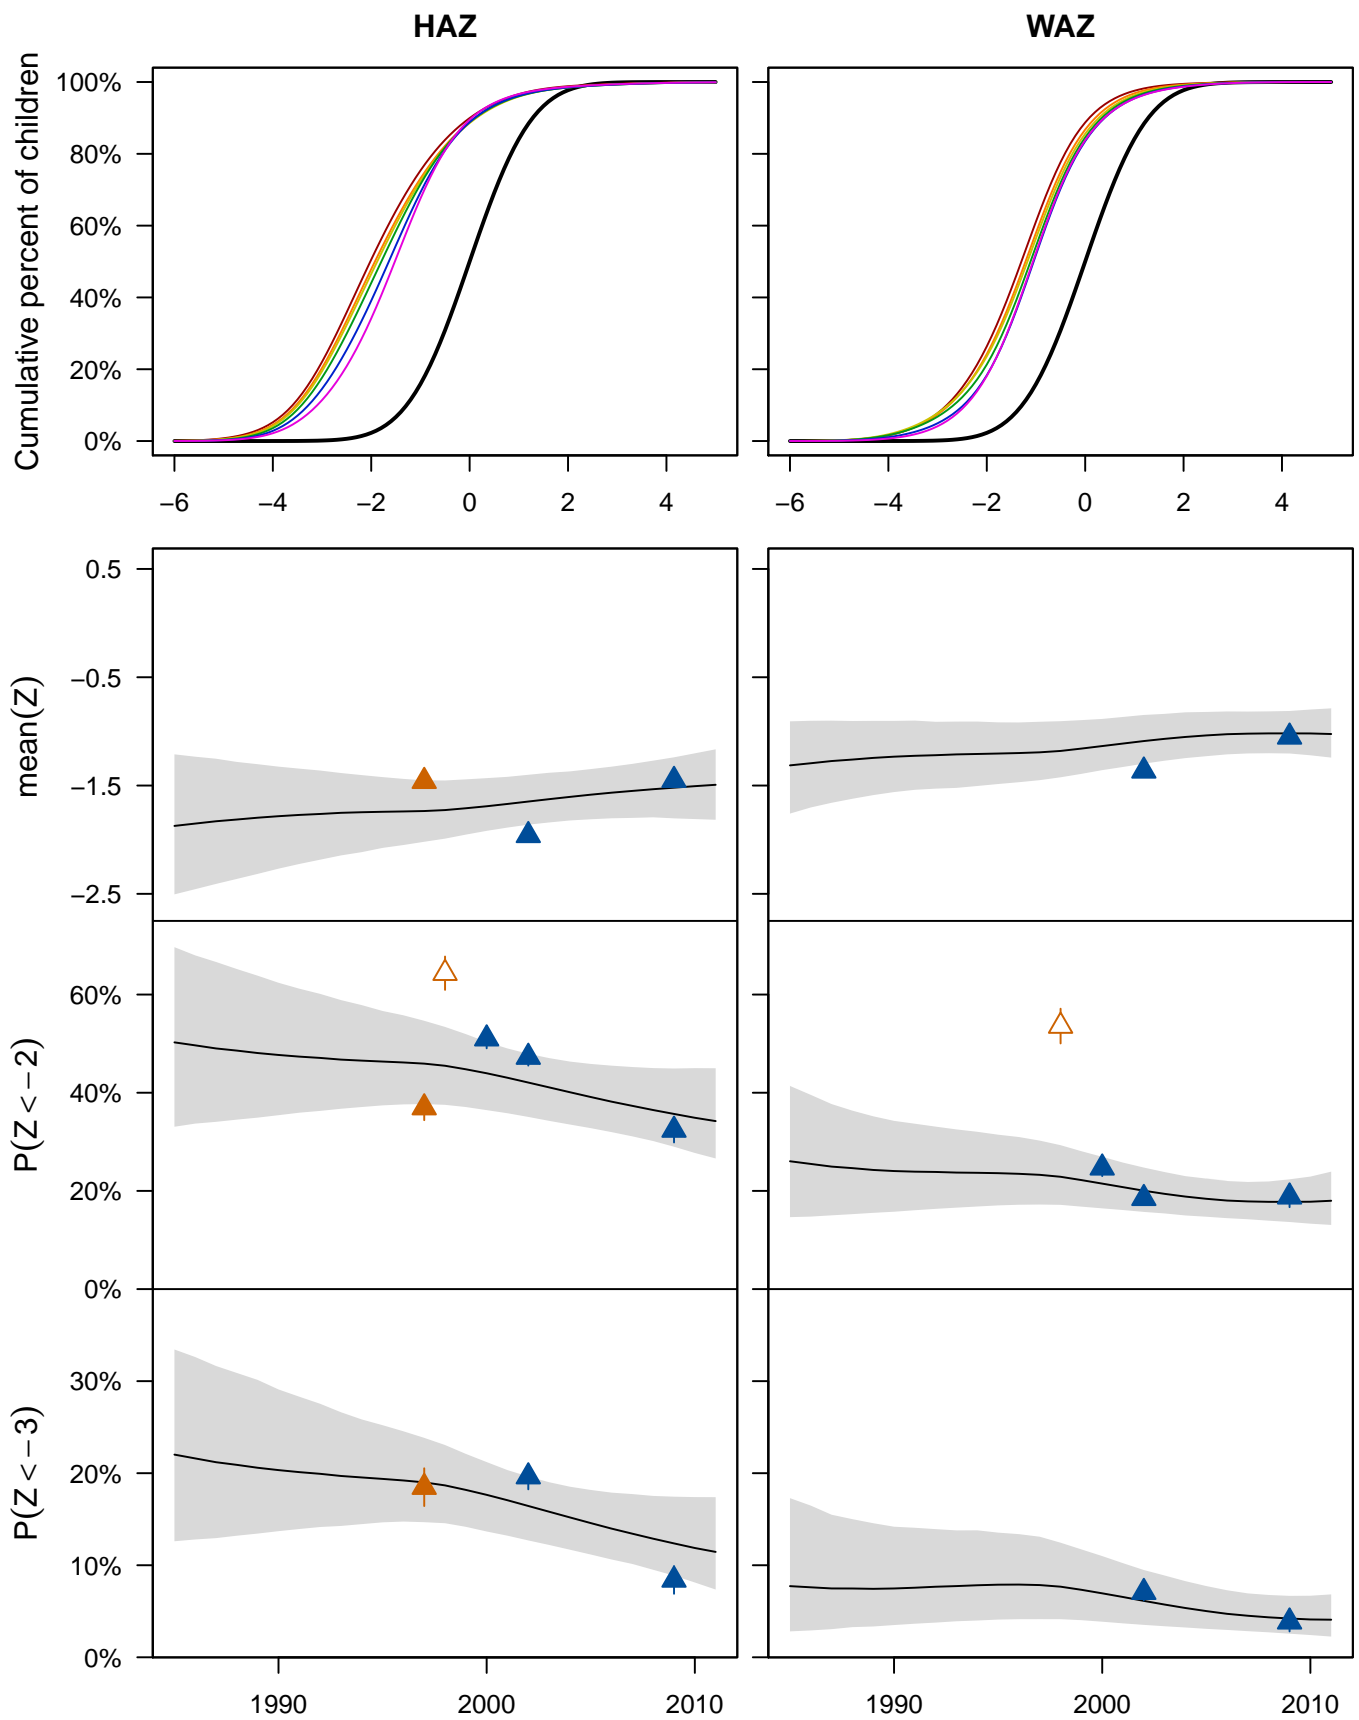 HAZ
WAZ
Cumulative percent of children
100%
80%
60%
40%
20%
0%
−6 −4 −2 0 2 4
−6 −4 −2 0 2 4
mean(Z)
0.5
−0.5
−1.5
−2.5
P(Z < −2)
60%
40%
20%
0%
P(Z < −3)
30%
20%
10%
0%
1990 2000 2010
1990 2000 2010